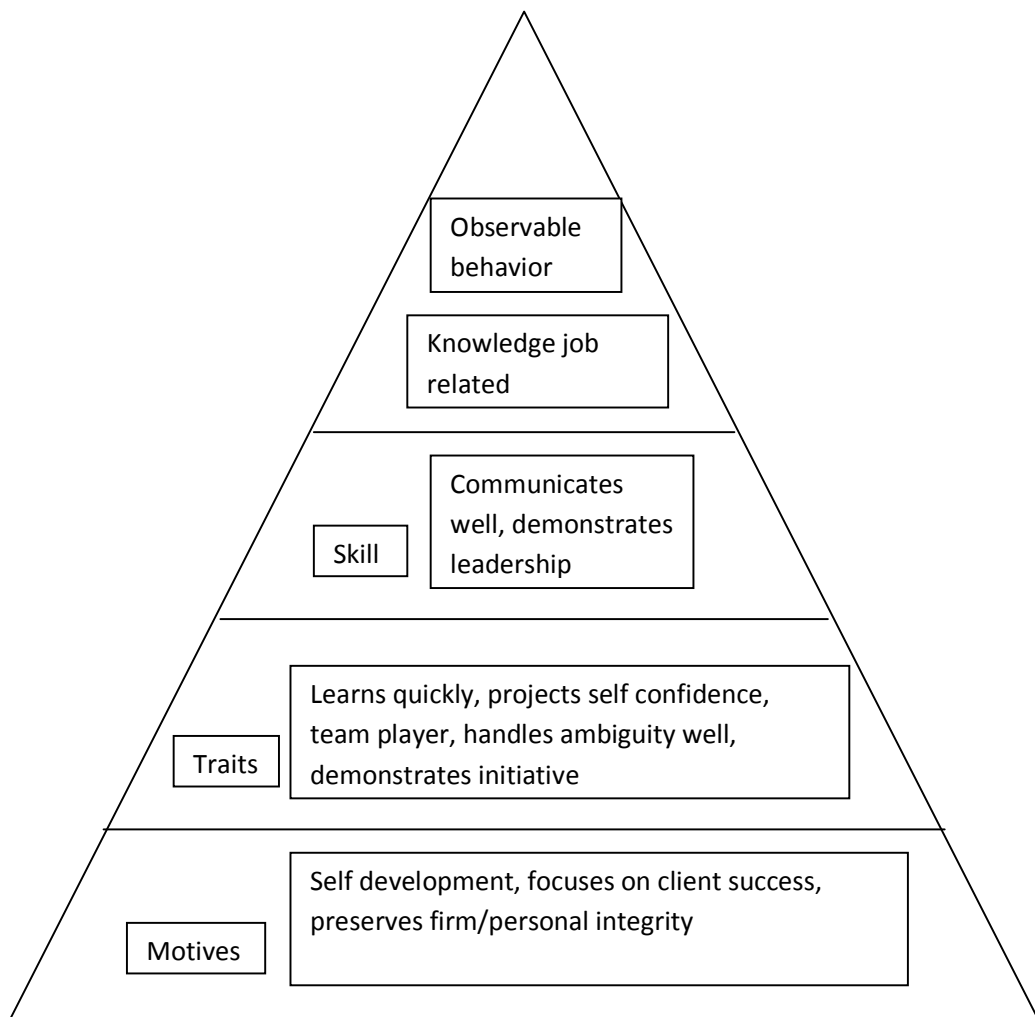 Observable
behavior
Knowledge job
related
Communicates
well, demonstrates
leadership
Skill
Learns quickly, projects self confidence,
team player, handles ambiguity well,
demonstrates initiative
Traits
Self development, focuses on client success,
preserves firm/personal integrity
Motives